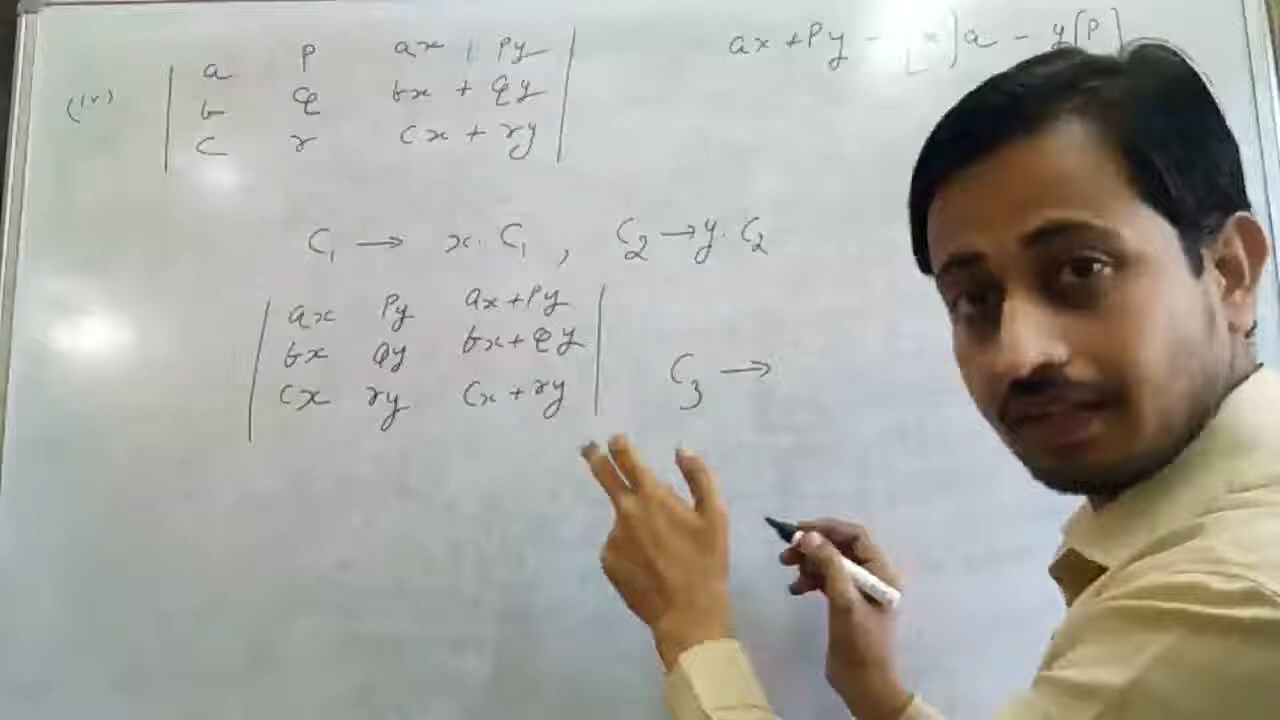 (iv)
a p ax + py
b q bx + qy
c r cx + ry
ax + py - [x]a - y[p]
C₁ → x. C₁ , C₂ → y. C₂
ax py ax + py
bx qy bx + qy
cx ry cx + ry
C₃ →